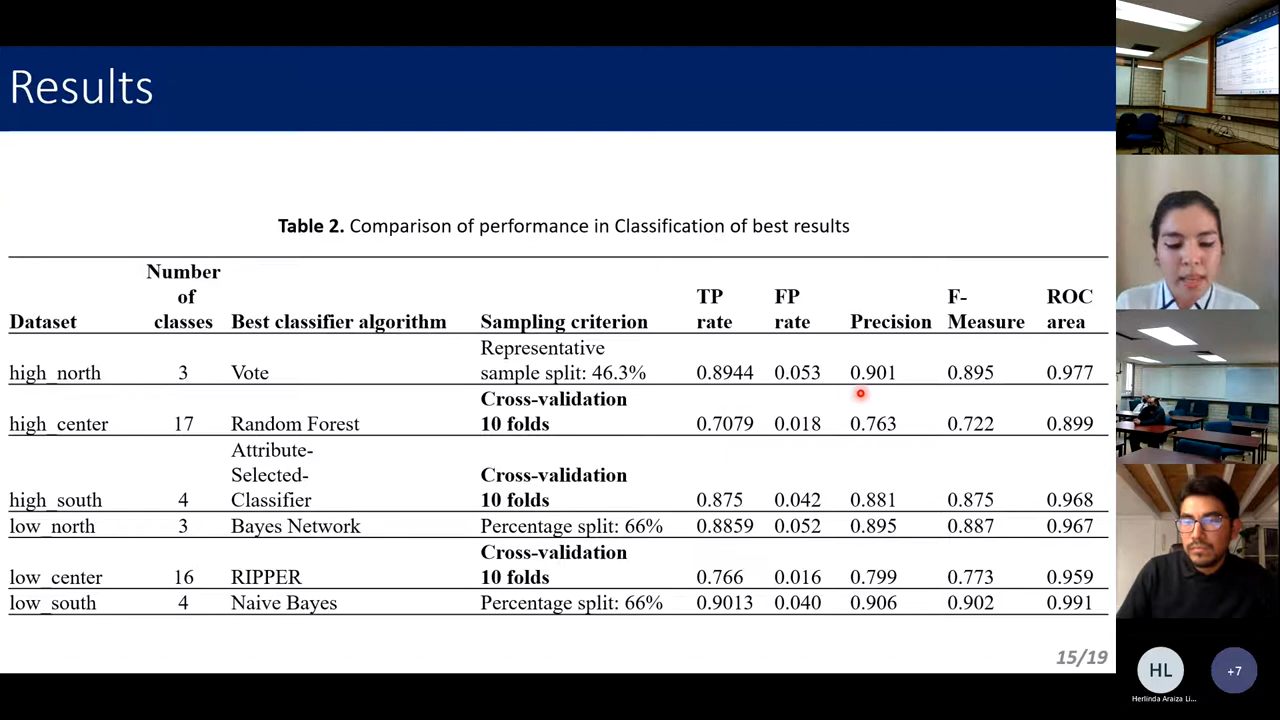 Results
Table 2. Comparison of performance in Classification of best results
Dataset Number of classes Best classifier algorithm Sampling criterion TP rate FP rate Precision F-Measure ROC area
high_north 3 Vote Representative sample split: 46.3% 0.8944 0.053 0.901 0.895 0.977
high_center 17 Random Forest Cross-validation 10 folds 0.7079 0.018 0.763 0.722 0.899
high_south 4 Attribute-Selected-Classifier Cross-validation 10 folds 0.875 0.042 0.881 0.875 0.968
low_north 3 Bayes Network Percentage split: 66% 0.8859 0.052 0.895 0.887 0.967
low_center 16 RIPPER Cross-validation 10 folds 0.766 0.016 0.799 0.773 0.959
low_south 4 Naive Bayes Percentage split: 66% 0.9013 0.040 0.906 0.902 0.991
15/19
HL
+7
Herlinda Araiza Li...